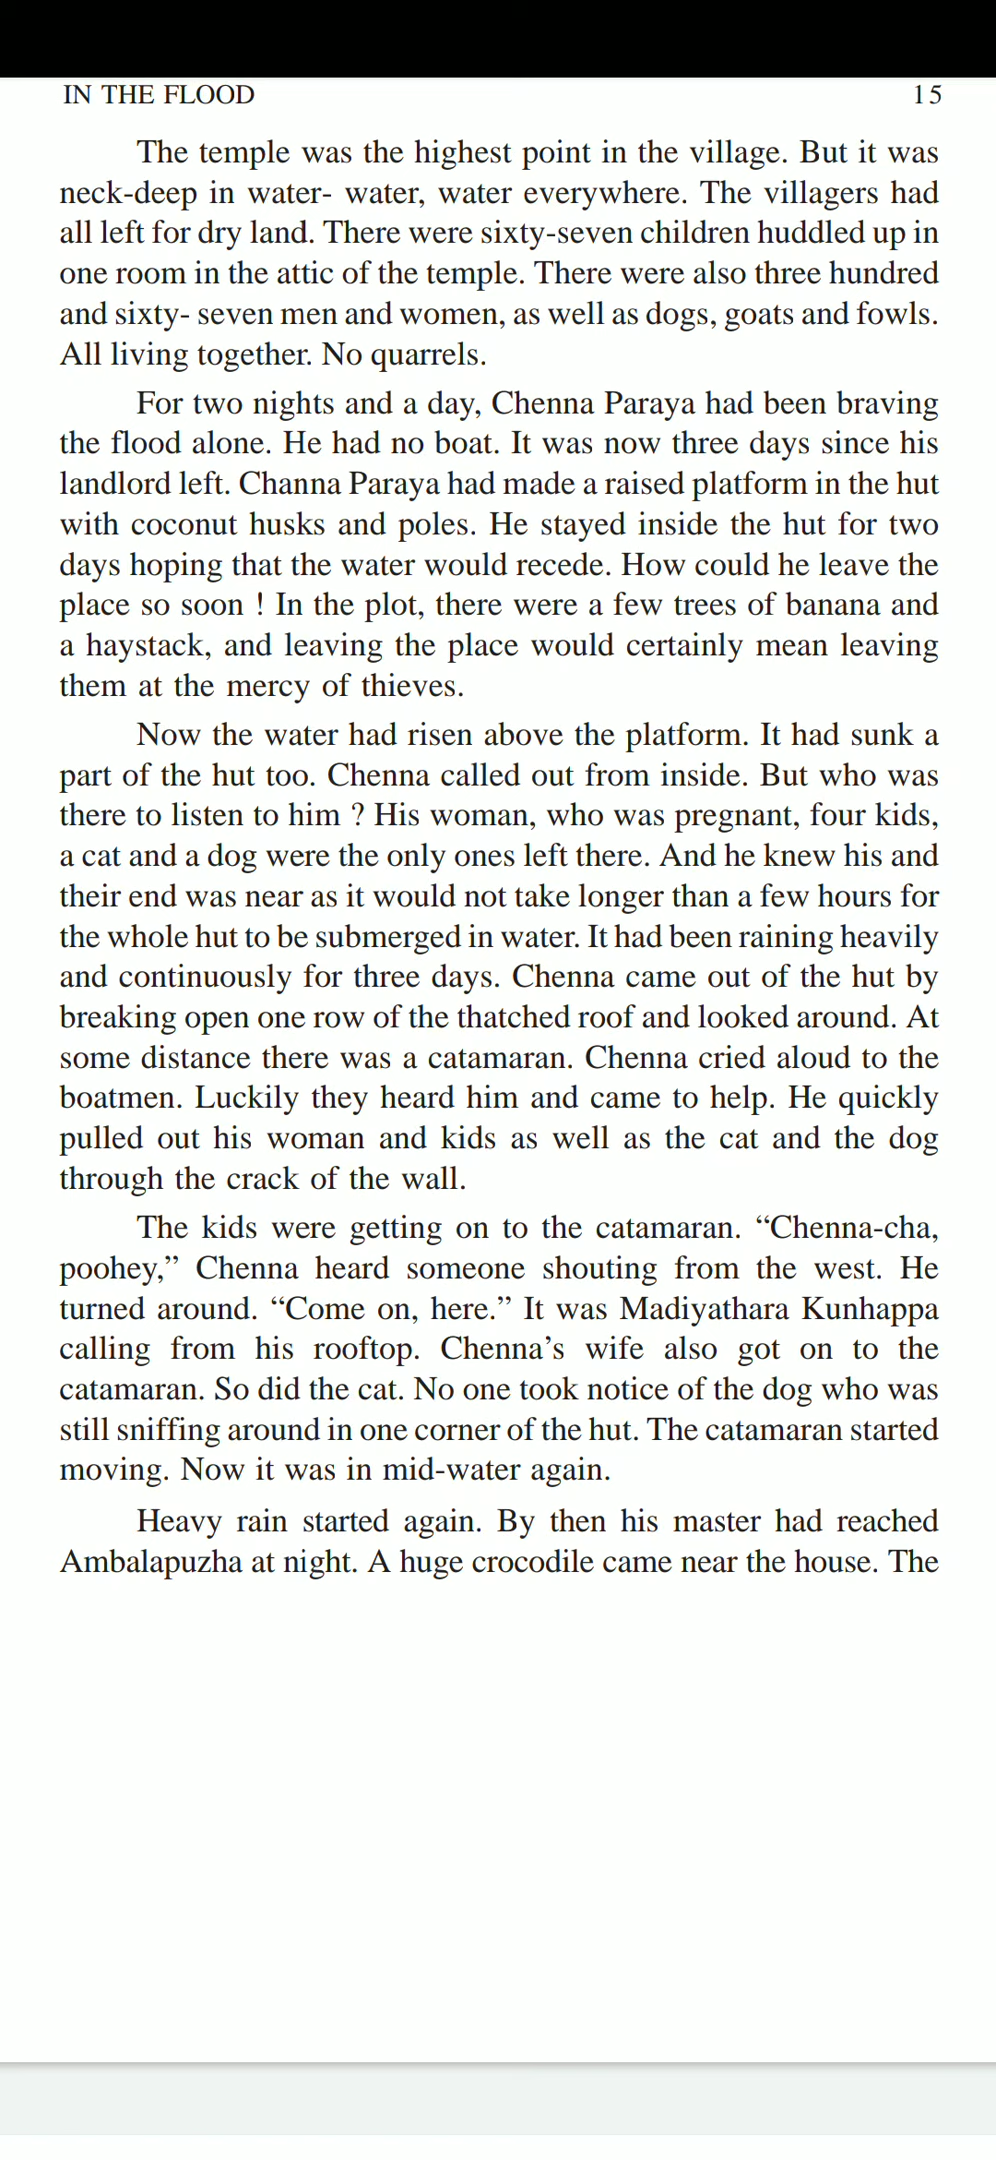 IN THE FLOOD 15
The temple was the highest point in the village. But it was
neck-deep in water- water, water everywhere. The villagers had
all left for dry land. There were sixty-seven children huddled up in
one room in the attic of the temple. There were also three hundred
and sixty- seven men and women, as well as dogs, goats and fowls.
All living together. No quarrels.
For two nights and a day, Chenna Paraya had been braving
the flood alone. He had no boat. It was now three days since his
landlord left. Channa Paraya had made a raised platform in the hut
with coconut husks and poles. He stayed inside the hut for two
days hoping that the water would recede. How could he leave the
place so soon ! In the plot, there were a few trees of banana and
a haystack, and leaving the place would certainly mean leaving
them at the mercy of thieves.
Now the water had risen above the platform. It had sunk a
part of the hut too. Chenna called out from inside. But who was
there to listen to him ? His woman, who was pregnant, four kids,
a cat and a dog were the only ones left there. And he knew his and
their end was near as it would not take longer than a few hours for
the whole hut to be submerged in water. It had been raining heavily
and continuously for three days. Chenna came out of the hut by
breaking open one row of the thatched roof and looked around. At
some distance there was a catamaran. Chenna cried aloud to the
boatmen. Luckily they heard him and came to help. He quickly
pulled out his woman and kids as well as the cat and the dog
through the crack of the wall.
The kids were getting on to the catamaran. “Chenna-cha,
poohey,” Chenna heard someone shouting from the west. He
turned around. “Come on, here.” It was Madiyathara Kunhappa
calling from his rooftop. Chenna’s wife also got on to the
catamaran. So did the cat. No one took notice of the dog who was
still sniffing around in one corner of the hut. The catamaran started
moving. Now it was in mid-water again.
Heavy rain started again. By then his master had reached
Ambalapuzha at night. A huge crocodile came near the house. The